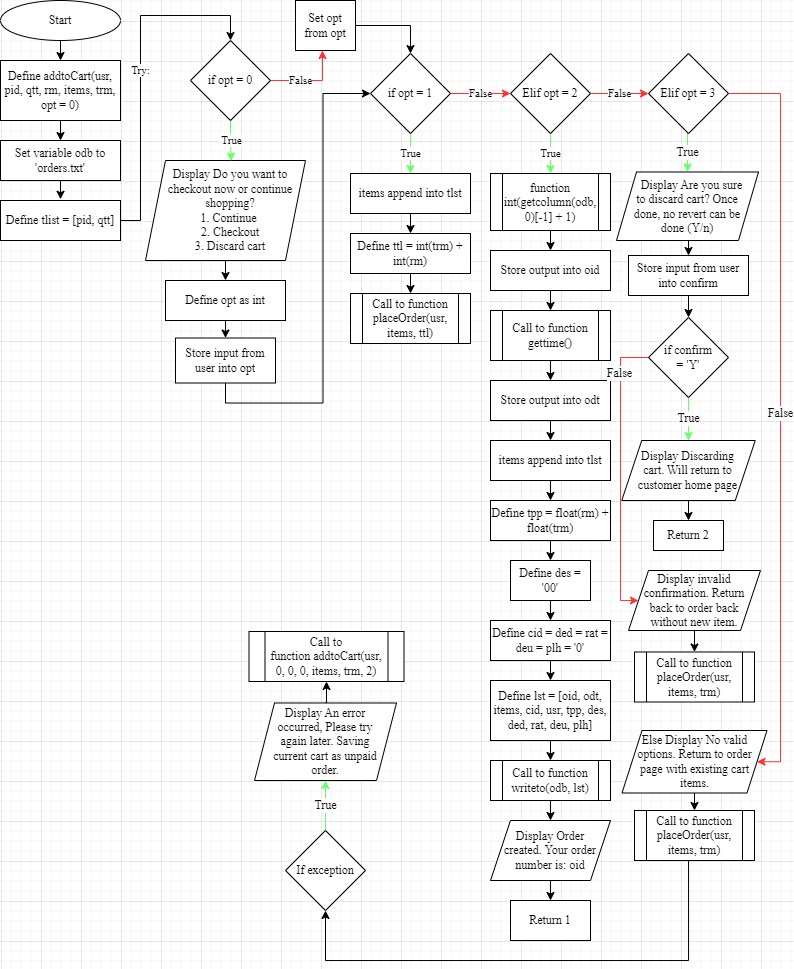 Start
Define addtoCart(usr,
pid, qtt, rm, items, trm,
opt = 0)
Set variable odb to
'orders.txt'
Define tlist = [pid, qtt]
Try:
if opt = 0
False
Set opt
from opt
True
Display Do you want to
checkout now or continue
shopping?
1. Continue
2. Checkout
3. Discard cart
Define opt as int
Store input from
user into opt
if opt = 1
False
True
items append into tlst
Define ttl = int(trm) +
int(rm)
Call to function
placeOrder(usr,
items, ttl)
Elif opt = 2
False
True
function
int(getcolumn(odb,
0)[-1] + 1)
Store output into oid
Call to function
gettime()
Store output into odt
items append into tlst
Define tpp = float(rm) +
float(trm)
Define des =
'00'
Define cid = ded = rat =
deu = plh = '0'
Define lst = [oid, odt,
items, cid, usr, tpp, des,
ded, rat, deu, plh]
Call to function
writeto(odb, lst)
Display Order
created. Your order
number is: oid
Return 1
Elif opt = 3
True
False
Display Are you sure
to discard cart? Once
done, no revert can be
done (Y/n)
Store input from user
into confirm
if confirm
= 'Y'
False
True
Display Discarding
cart. Will return to
customer home page
Return 2
Display invalid
confirmation. Return
back to order back
without new item.
Call to function
placeOrder(usr,
items, trm)
Else Display No valid
options. Return to order
page with existing cart
items.
Call to function
placeOrder(usr,
items, trm)
If exception
True
Display An error
occurred, Please try
again later. Saving
current cart as unpaid
order.
Call to
function addtoCart(usr,
0, 0, 0, items, trm, 2)